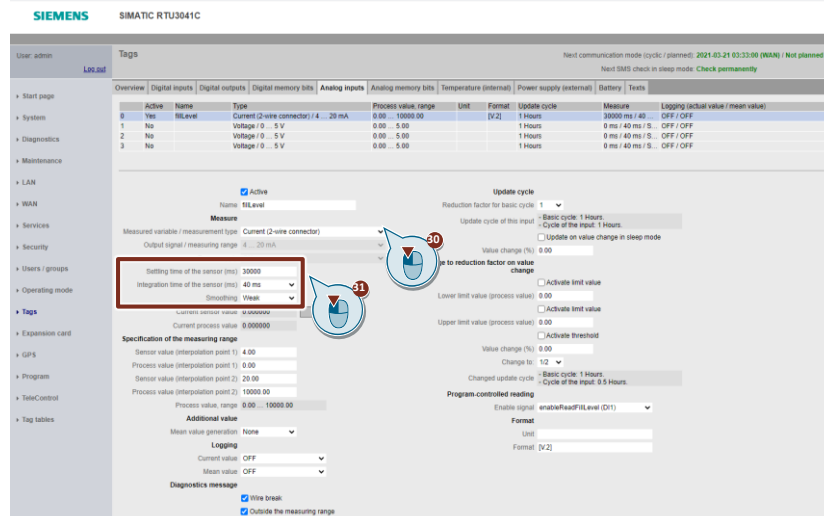 SIEMENS SIMATIC RTU3041C
User: admin
Log out
Tags
Next communication mode (cyclic / planned): 2021-03-21 03:33:00 (WAN) / Not planned
Next SMS check in sleep mode: Check permanently
Overview Digital inputs Digital outputs Digital memory bits Analog inputs Analog memory bits Temperature (internal) Power supply (external) Battery Texts
Start page
System
Diagnostics
Maintenance
LAN
WAN
Services
Security
Users / groups
Operating mode
Tags
Expansion card
GPS
Program
TeleControl
Tag tables
Active Name Type Process value, range Unit Format Update cycle Measure Logging (actual value / mean value)
0 Yes fillLevel Current (2-wire connector) / 4 ... 20 mA 0.00 ... 10000.00 [V.2] 1 Hours 30000 ms / 40 ... OFF / OFF
1 No Voltage / 0 ... 5 V 0.00 ... 5.00 1 Hours 0 ms / 40 ms / S... OFF / OFF
2 No Voltage / 0 ... 5 V 0.00 ... 5.00 1 Hours 0 ms / 40 ms / S... OFF / OFF
3 No Voltage / 0 ... 5 V 0.00 ... 5.00 1 Hours 0 ms / 40 ms / S... OFF / OFF
Active
Name fillLevel
Measure
Measured variable / measurement type Current (2-wire connector)
Output signal / measuring range 4 ... 20 mA
30
Settling time of the sensor (ms) 30000
Integration time of the sensor (ms) 40 ms
Smoothing Weak
31
Current sensor value 0.000000
Current process value 0.000000
Specification of the measuring range
Sensor value (interpolation point 1) 4.00
Process value (interpolation point 1) 0.00
Sensor value (interpolation point 2) 20.00
Process value (interpolation point 2) 10000.00
Process value, range 0.00 ... 10000.00
Additional value
Mean value generation None
Logging
Current value OFF
Mean value OFF
Diagnostics message
Wire break
Outside the measuring range
Update cycle
Reduction factor for basic cycle 1
Update cycle of this input
- Basic cycle: 1 Hours.
- Cycle of the input: 1 Hours.
Update on value change in sleep mode
Value change (%) 0.00
to reduction factor on value
change
Activate limit value
Lower limit value (process value) 0.00
Activate limit value
Upper limit value (process value) 0.00
Activate threshold
Value change (%) 0.00
Change to: 1/2
Changed update cycle
- Basic cycle: 1 Hours.
- Cycle of the input: 0.5 Hours.
Program-controlled reading
Enable signal enableReadFillLevel (DI1)
Format
Unit
Format [V.2]